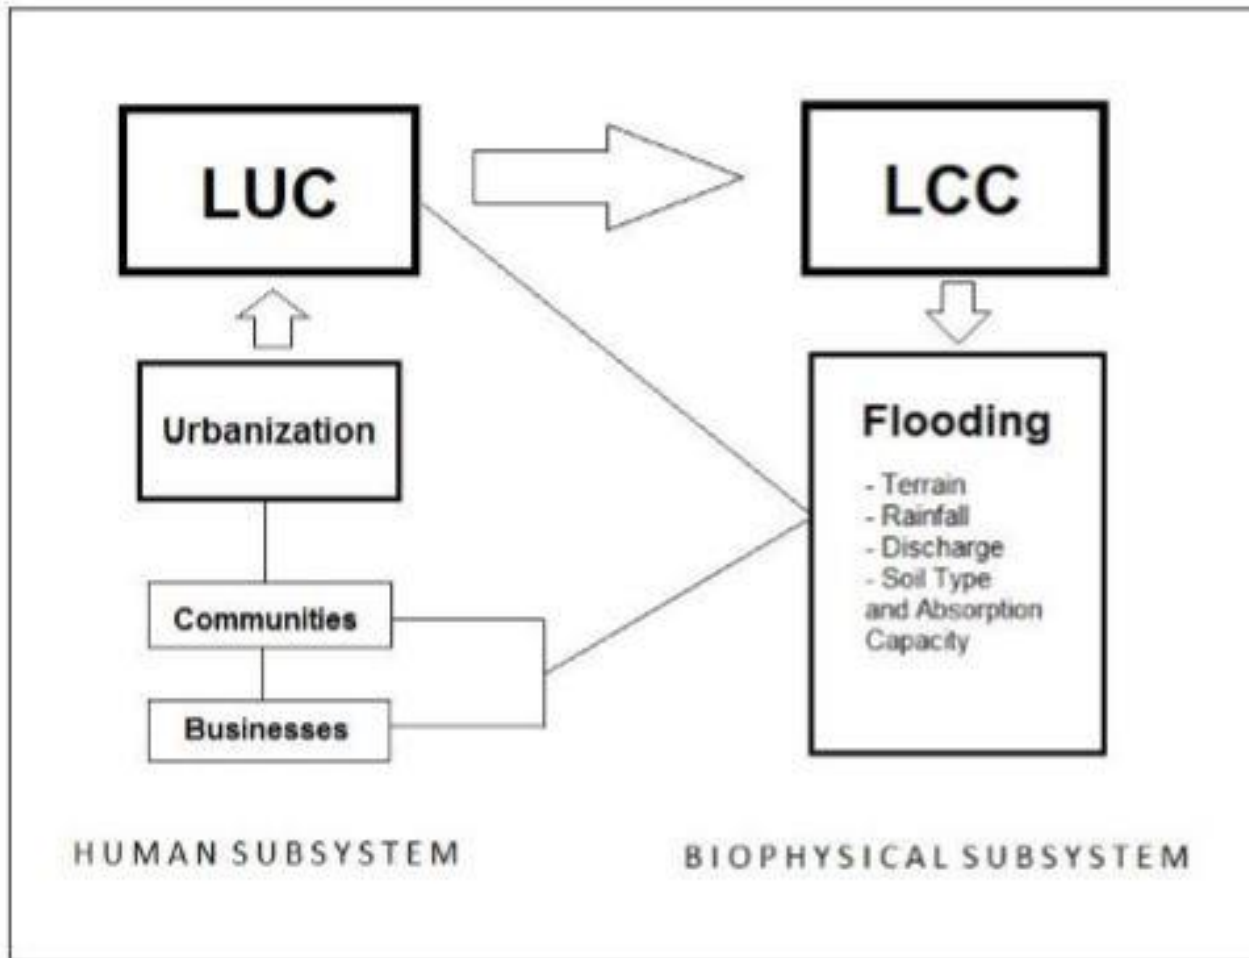 LUC
LCC
Urbanization
Communities
Businesses
Flooding
- Terrain
- Rainfall
- Discharge
- Soil Type
and Absorption
Capacity
HUMAN SUBSYSTEM
BIOPHYSICAL SUBSYSTEM